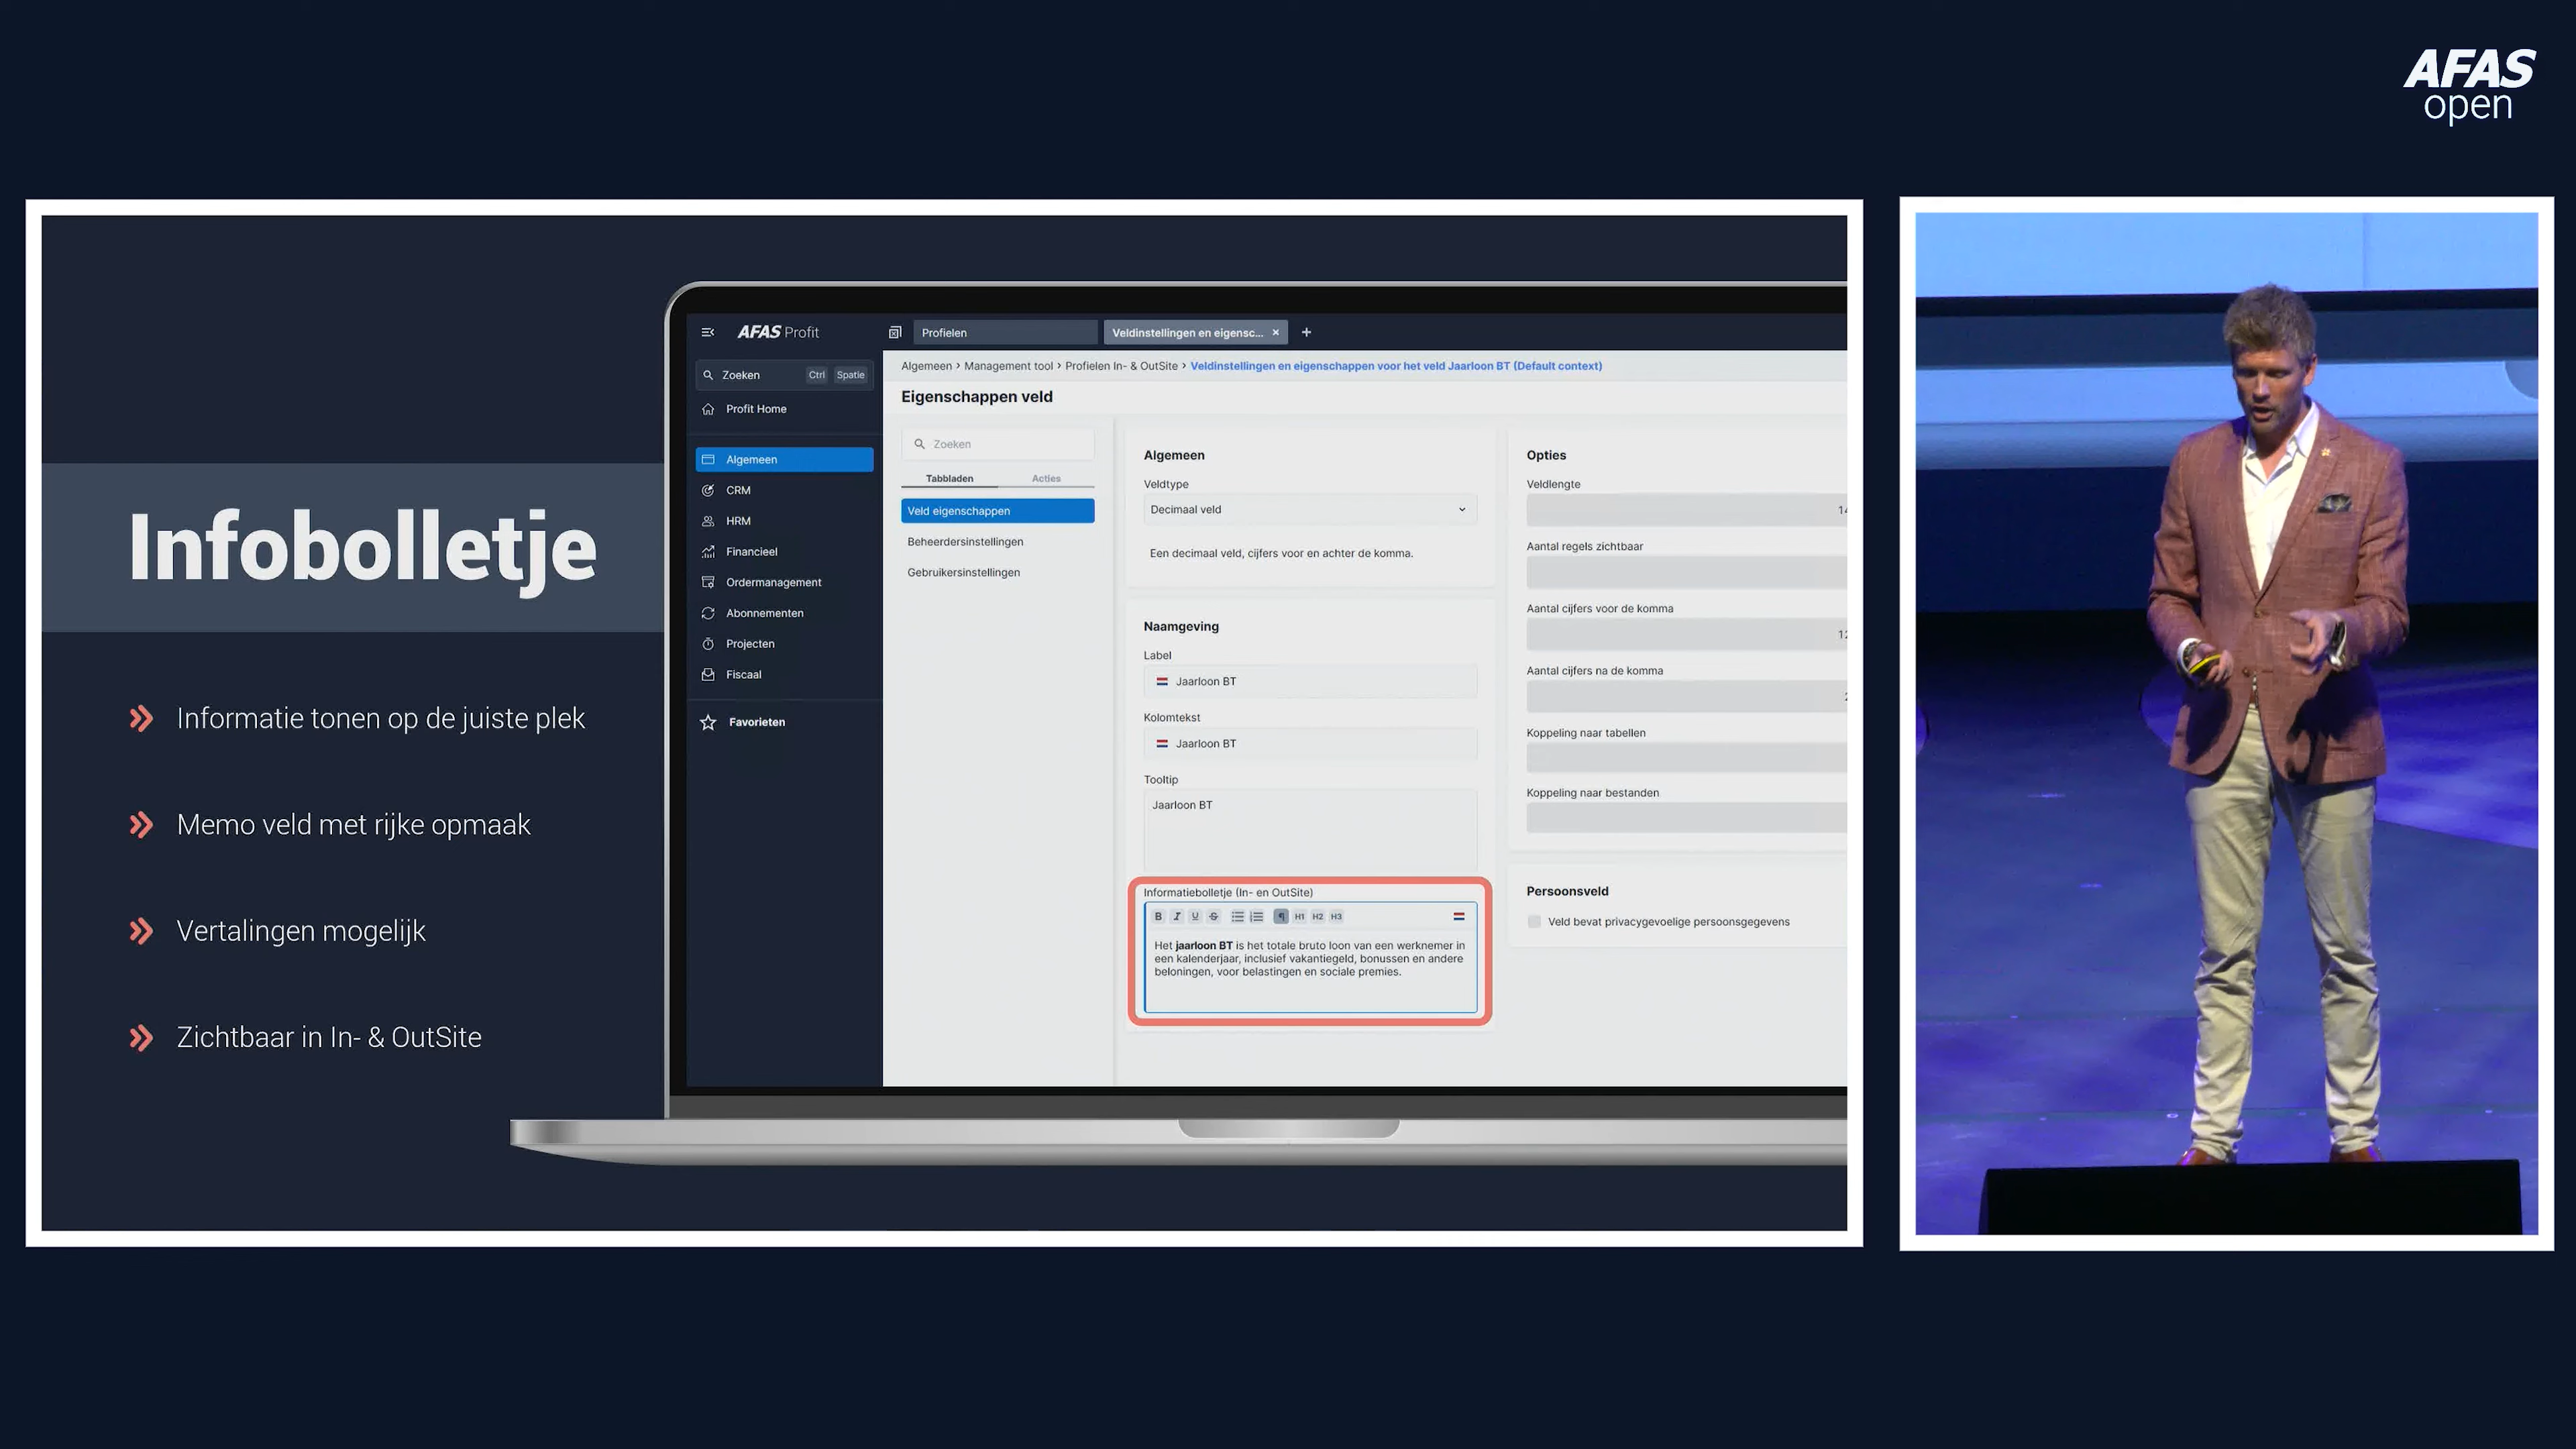 AFAS
open
Infobolletje
Informatie tonen op de juiste plek
Memo veld met rijke opmaak
Vertalingen mogelijk
Zichtbaar in In- & OutSite
AFAS Profit
Profielen
Veldinstellingen en eigensc...
Zoeken
Ctrl
Spatie
Profit Home
Algemeen
CRM
HRM
Financieel
Ordermanagement
Abonnementen
Projecten
Fiscaal
Favorieten
Algemeen › Management tool › Profielen In- & OutSite › Veldinstellingen en eigenschappen voor het veld Jaarloon BT (Default context)
Eigenschappen veld
Zoeken
Tabbladen
Acties
Veld eigenschappen
Beheerdersinstellingen
Gebruikersinstellingen
Algemeen
Veldtype
Decimaal veld
Een decimaal veld, cijfers voor en achter de komma.
Naamgeving
Label
Jaarloon BT
Kolomtekst
Jaarloon BT
Tooltip
Jaarloon BT
Informatiebolletje (In- en OutSite)
B I U S ¶ H1 H2 H3
Het jaarloon BT is het totale bruto loon van een werknemer in
een kalenderjaar, inclusief vakantiegeld, bonussen en andere
beloningen, voor belastingen en sociale premies.
Opties
Veldlengte
Aantal regels zichtbaar
Aantal cijfers voor de komma
Aantal cijfers na de komma
Koppeling naar tabellen
Koppeling naar bestanden
Persoonsveld
Veld bevat privacygevoelige persoonsgegevens